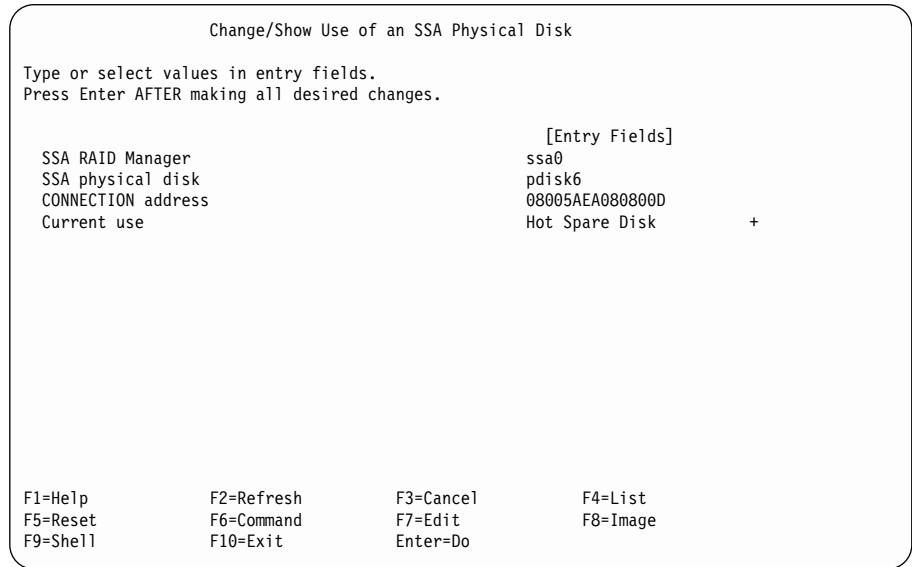 Change/Show Use of an SSA Physical Disk
Type or select values in entry fields.
Press Enter AFTER making all desired changes.
[Entry Fields]
SSA RAID Manager ssa0
SSA physical disk pdisk6
CONNECTION address 08005AEA080800D
Current use Hot Spare Disk +
F1=Help F2=Refresh F3=Cancel F4=List
F5=Reset F6=Command F7=Edit F8=Image
F9=Shell F10=Exit Enter=Do